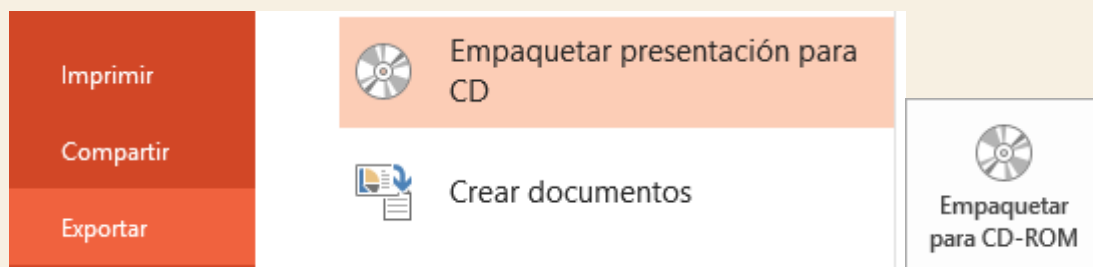 Imprimir
Compartir
Exportar
Empaquetar presentación para
CD
Crear documentos
Empaquetar
para CD-ROM